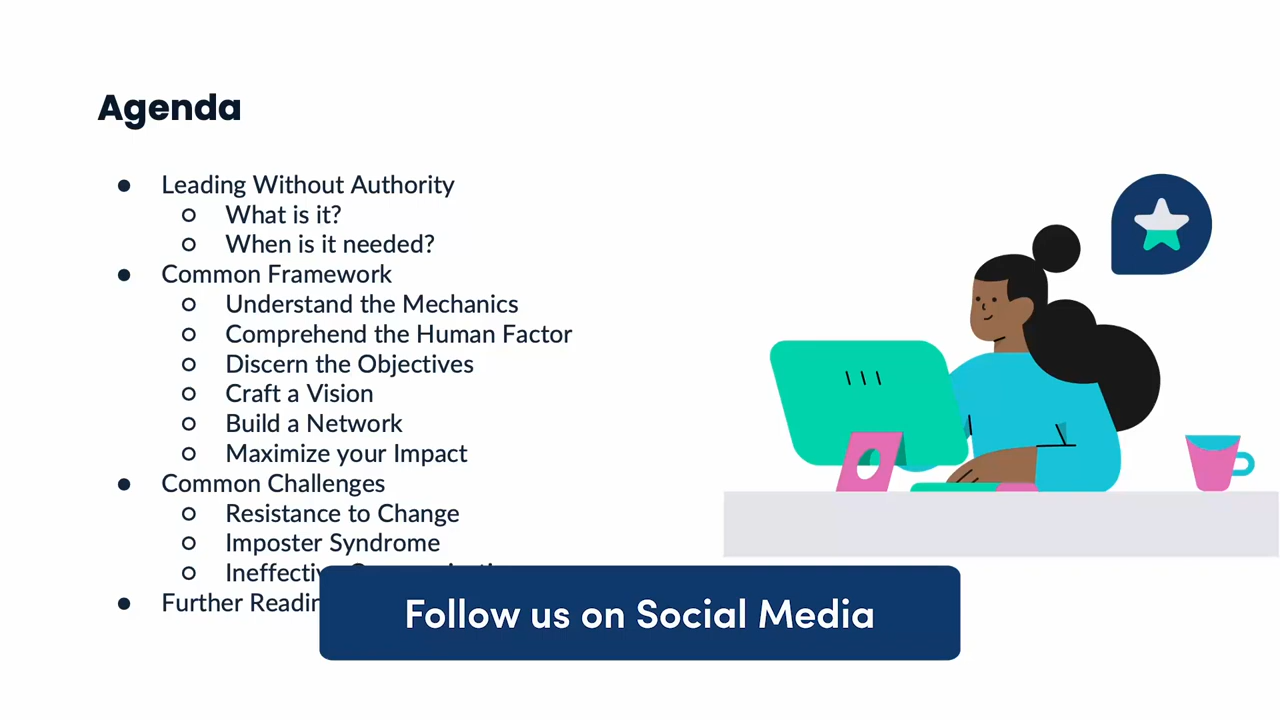 Agenda
● Leading Without Authority
○ What is it?
○ When is it needed?
● Common Framework
○ Understand the Mechanics
○ Comprehend the Human Factor
○ Discern the Objectives
○ Craft a Vision
○ Build a Network
○ Maximize your Impact
● Common Challenges
○ Resistance to Change
○ Imposter Syndrome
○
● Further
Follow us on Social Media